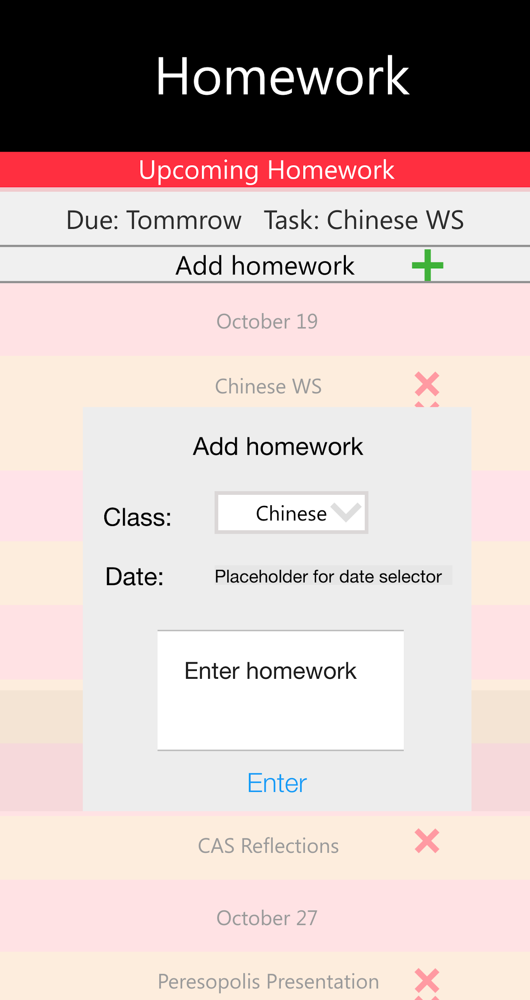 Homework
Upcoming Homework
Due: Tommrow Task: Chinese WS
Add homework
October 19
Chinese WS
Add homework
Class: Chinese
Date: Placeholder for date selector
Enter homework
Enter
CAS Reflections
October 27
Peresopolis Presentation